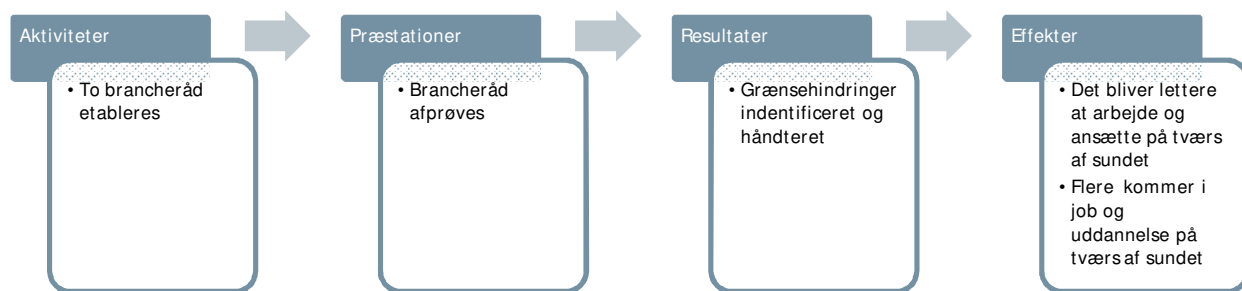 Aktiviteter
• To brancheråd
etableres
Præstationer
• Brancheråd
afprøves
Resultater
• Grænsehindringer
indentificeret og
håndteret
Effekter
• Det bliver lettere
at arbejde og
ansætte på tværs
af sundet
• Flere kommer i
job og
uddannelse på
tværs af sundet